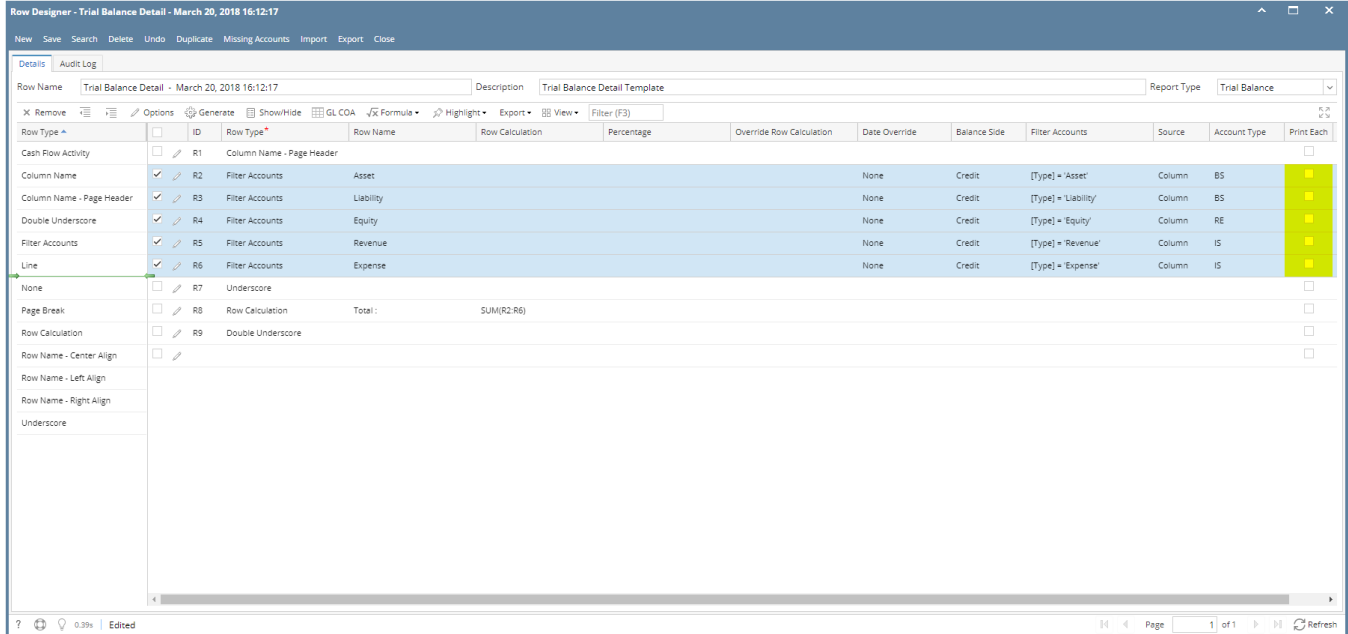 Row Designer - Trial Balance Detail - March 20, 2018 16:12:17
New Save Search Delete Undo Duplicate Missing Accounts Import Export Close
Details Audit Log
Row Name Trial Balance Detail - March 20, 2018 16:12:17 Description Trial Balance Detail Template Report Type Trial Balance
Remove Options Generate Show/Hide GL COA Formula Highlight Export View Filter (F3)
Row Type ID Row Type* Row Name Row Calculation Percentage Override Row Calculation Date Override Balance Side Filter Accounts Source Account Type Print Each
Cash Flow Activity R1 Column Name - Page Header
Column Name R2 Filter Accounts Asset None Credit [Type] = 'Asset' Column BS
Column Name - Page Header R3 Filter Accounts Liability None Credit [Type] = 'Liability' Column BS
Double Underscore R4 Filter Accounts Equity None Credit [Type] = 'Equity' Column RE
Filter Accounts R5 Filter Accounts Revenue None Credit [Type] = 'Revenue' Column IS
Line R6 Filter Accounts Expense None Credit [Type] = 'Expense' Column IS
None R7 Underscore
Page Break R8 Row Calculation Total : SUM(R2:R6)
Row Calculation R9 Double Underscore
Row Name - Center Align
Row Name - Left Align
Row Name - Right Align
Underscore
? 0.39s Edited Page 1 of 1 Refresh